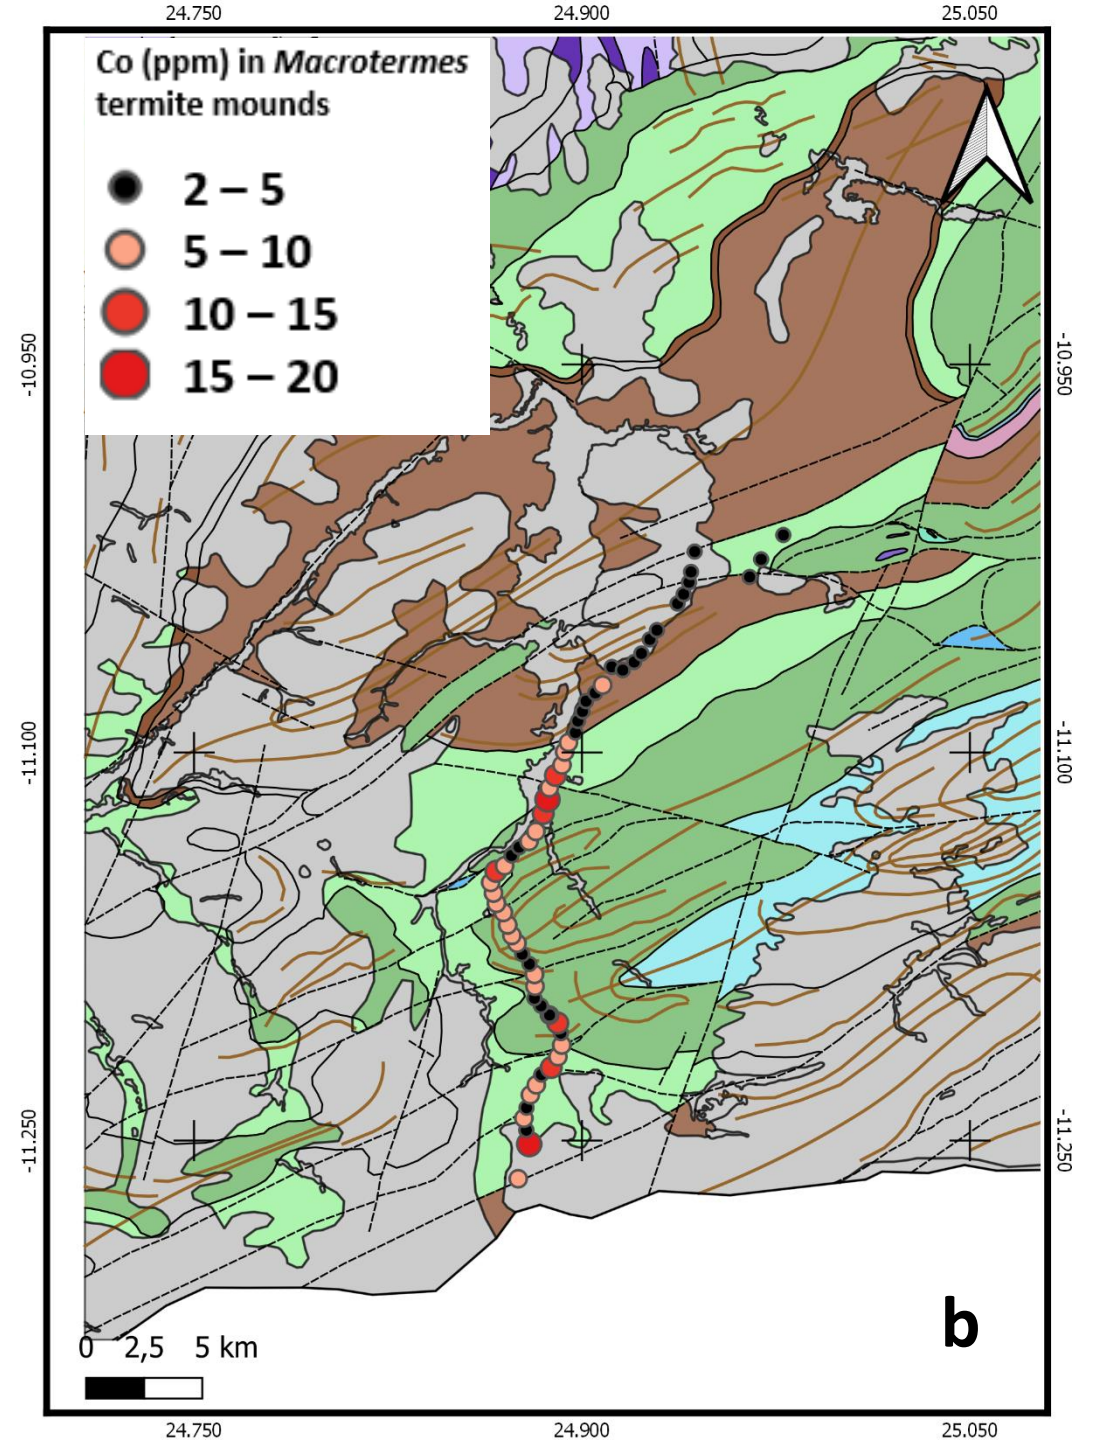 24.750 24.900 25.050
Co (ppm) in Macrotermes
termite mounds
2 – 5
5 – 10
10 – 15
15 – 20
-10.950 -10.950
-11.100 -11.100
-11.250 -11.250
b
0 2,5 5 km
24.750 24.900 25.050